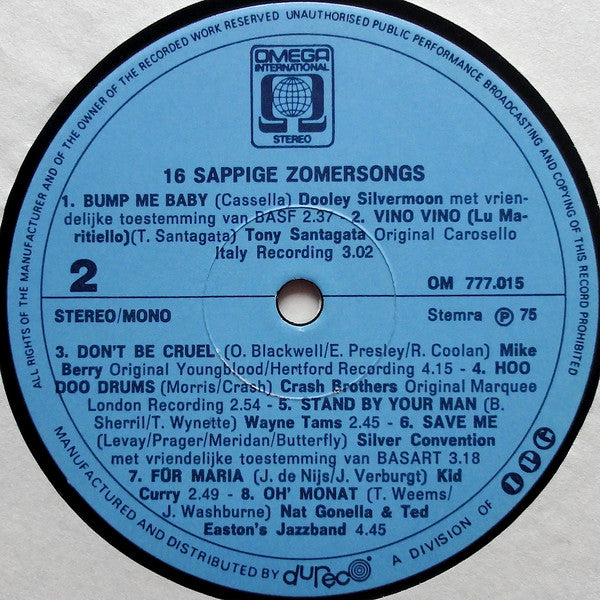 ALL RIGHTS OF THE MANUFACTURER AND OF THE OWNER OF THE RECORDED WORK RESERVED UNAUTHORISED PUBLIC PERFORMANCE BROADCASTING AND COPYING OF THIS RECORD PROHIBITED
OMEGA
INTERNATIONAL
STEREO
16 SAPPIGE ZOMERSONGS
1. BUMP ME BABY (Cassella) Dooley Silvermoon met vrien-
delijke toestemming van BASF 2.37 - 2. VINO VINO (Lu Ma-
ritiello)(T. Santagata) Tony Santagata Original Carosello
Italy Recording 3.02
2
OM 777.015
STEREO/MONO
Stemra ℗ 75
3. DON'T BE CRUEL (O. Blackwell/E. Presley/R. Coolan) Mike
Berry Original Youngblood/Hertford Recording 4.15 - 4. HOO
DOO DRUMS (Morris/Crash) Crash Brothers Original Marquee
London Recording 2.54 - 5. STAND BY YOUR MAN (B.
Sherril/T. Wynette) Wayne Tams 2.45 - 6. SAVE ME
(Levay/Prager/Meridan/Butterfly) Silver Convention
met vriendelijke toestemming van BASART 3.18
7. FÜR MARIA (J. de Nijs/J. Verburgt) Kid
Curry 2.49 - 8. OH' MONAT (T. Weems/
J. Washburne) Nat Gonella & Ted
Easton's Jazzband 4.45
MANUFACTURED AND DISTRIBUTED BY dureco A DIVISION OF